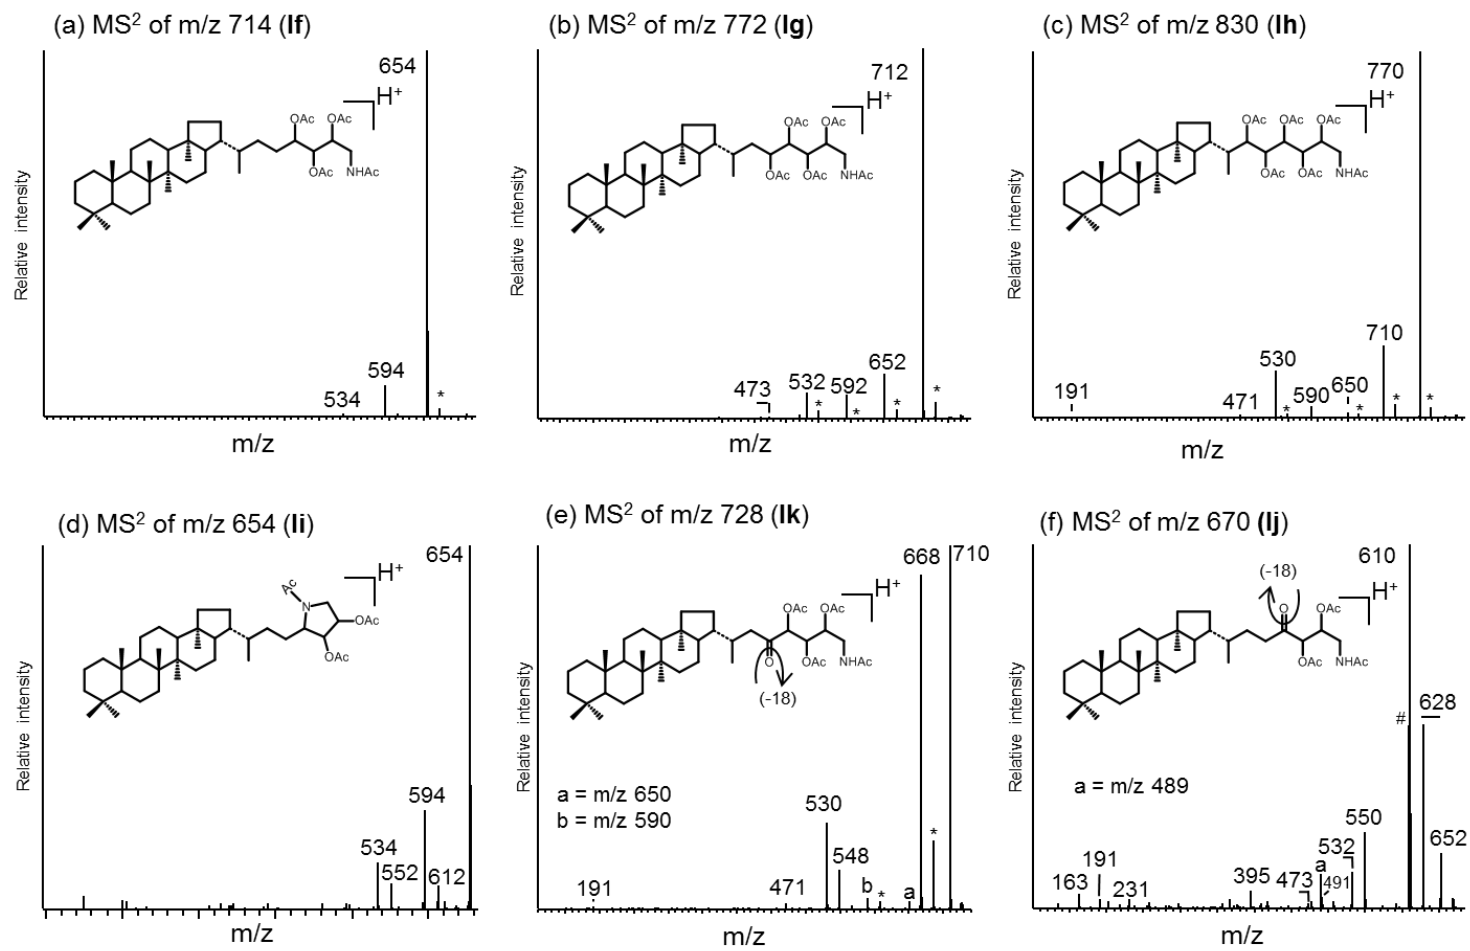 (a) MS² of m/z 714 (If)
654
H⁺
OAc OAc
OAc NHAc
594
534
*
Relative intensity
m/z
(b) MS² of m/z 772 (Ig)
712
H⁺
OAc OAc
OAc OAc NHAc
652
473 532 592
* * * *
Relative intensity
m/z
(c) MS² of m/z 830 (Ih)
770
H⁺
OAc OAc OAc
OAc OAc NHAc
710
530
191 471 590 650
* * * *
Relative intensity
m/z
(d) MS² of m/z 654 (Ii)
654
H⁺
Ac
N
OAc
OAc
594
534
552 612
Relative intensity
m/z
(e) MS² of m/z 728 (Ik)
668 710
H⁺
OAc OAc
O OAc NHAc
(-18)
a = m/z 650
b = m/z 590
530
548
*
b
191 471 * a
Relative intensity
m/z
(f) MS² of m/z 670 (Ij)
610
(-18)
H⁺
O OAc
OAc NHAc
# 628
a = m/z 489
550
532 652
191 a
163 231 395 473 491
Relative intensity
m/z